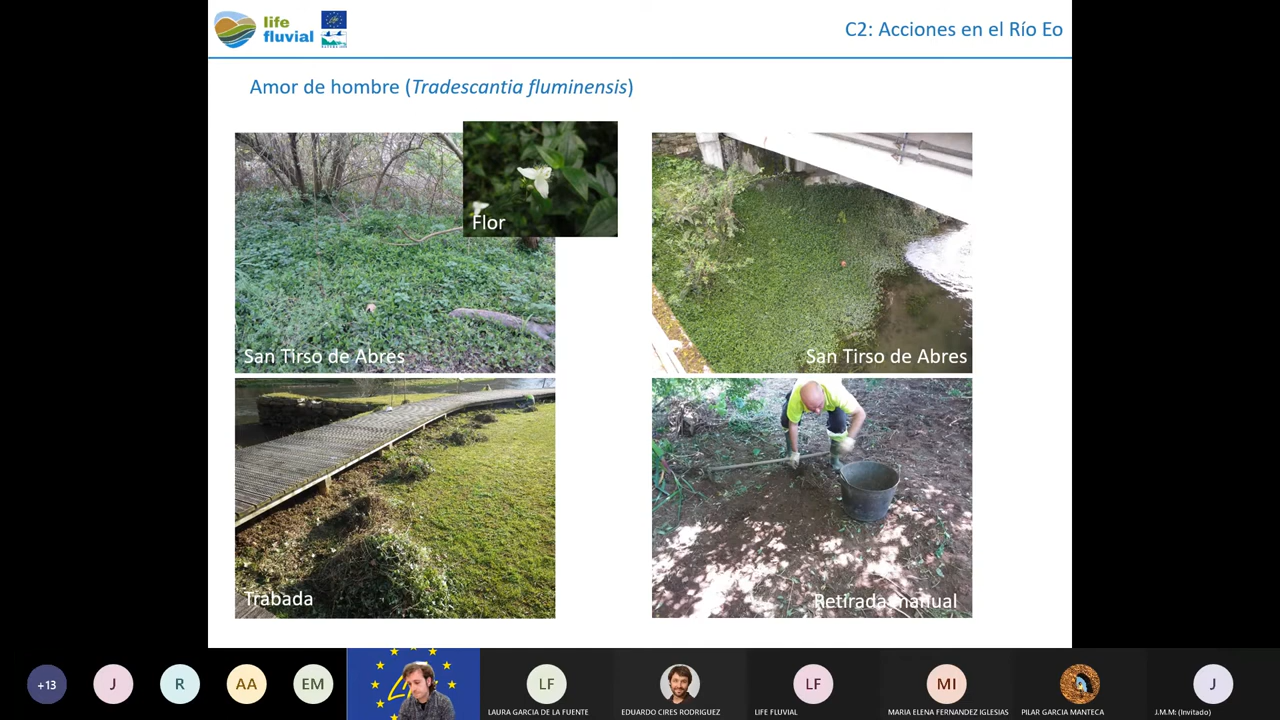 life
fluvial
C2: Acciones en el Río Eo
Amor de hombre (Tradescantia fluminensis)
Flor
San Tirso de Abres
San Tirso de Abres
Trabada
Retirada manual
+13
J
R
AA
EM
LF
LF
MI
J
LAURA GARCIA DE LA FUENTE
EDUARDO CIRES RODRIGUEZ
LIFE FLUVIAL
MARIA ELENA FERNANDEZ IGLESIAS
PILAR GARCIA MANTECA
J.M.M: (Invitado)